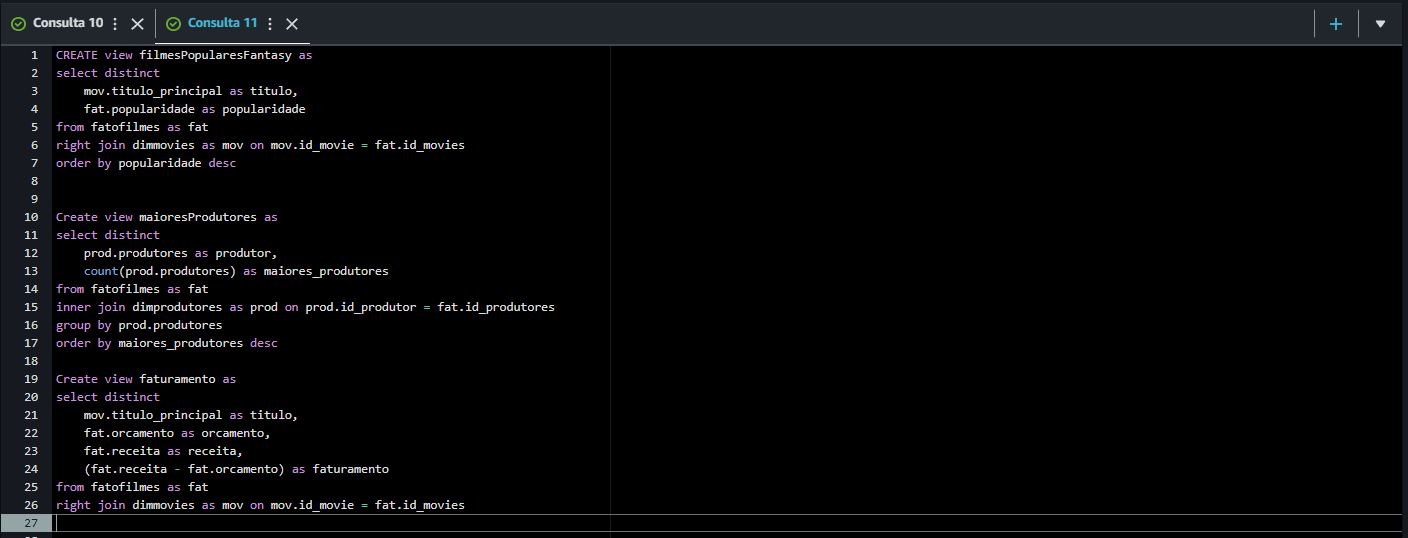 Consulta 10 Consulta 11
1 CREATE view filmesPopularesFantasy as
2 select distinct
3 mov.titulo_principal as titulo,
4 fat.popularidade as popularidade
5 from fatofilmes as fat
6 right join dimmovies as mov on mov.id_movie = fat.id_movies
7 order by popularidade desc
8
9
10 Create view maioresProdutores as
11 select distinct
12 prod.produtores as produtor,
13 count(prod.produtores) as maiores_produtores
14 from fatofilmes as fat
15 inner join dimprodutores as prod on prod.id_produtor = fat.id_produtores
16 group by prod.produtores
17 order by maiores_produtores desc
18
19 Create view faturamento as
20 select distinct
21 mov.titulo_principal as titulo,
22 fat.orcamento as orcamento,
23 fat.receita as receita,
24 (fat.receita - fat.orcamento) as faturamento
25 from fatofilmes as fat
26 right join dimmovies as mov on mov.id_movie = fat.id_movies
27